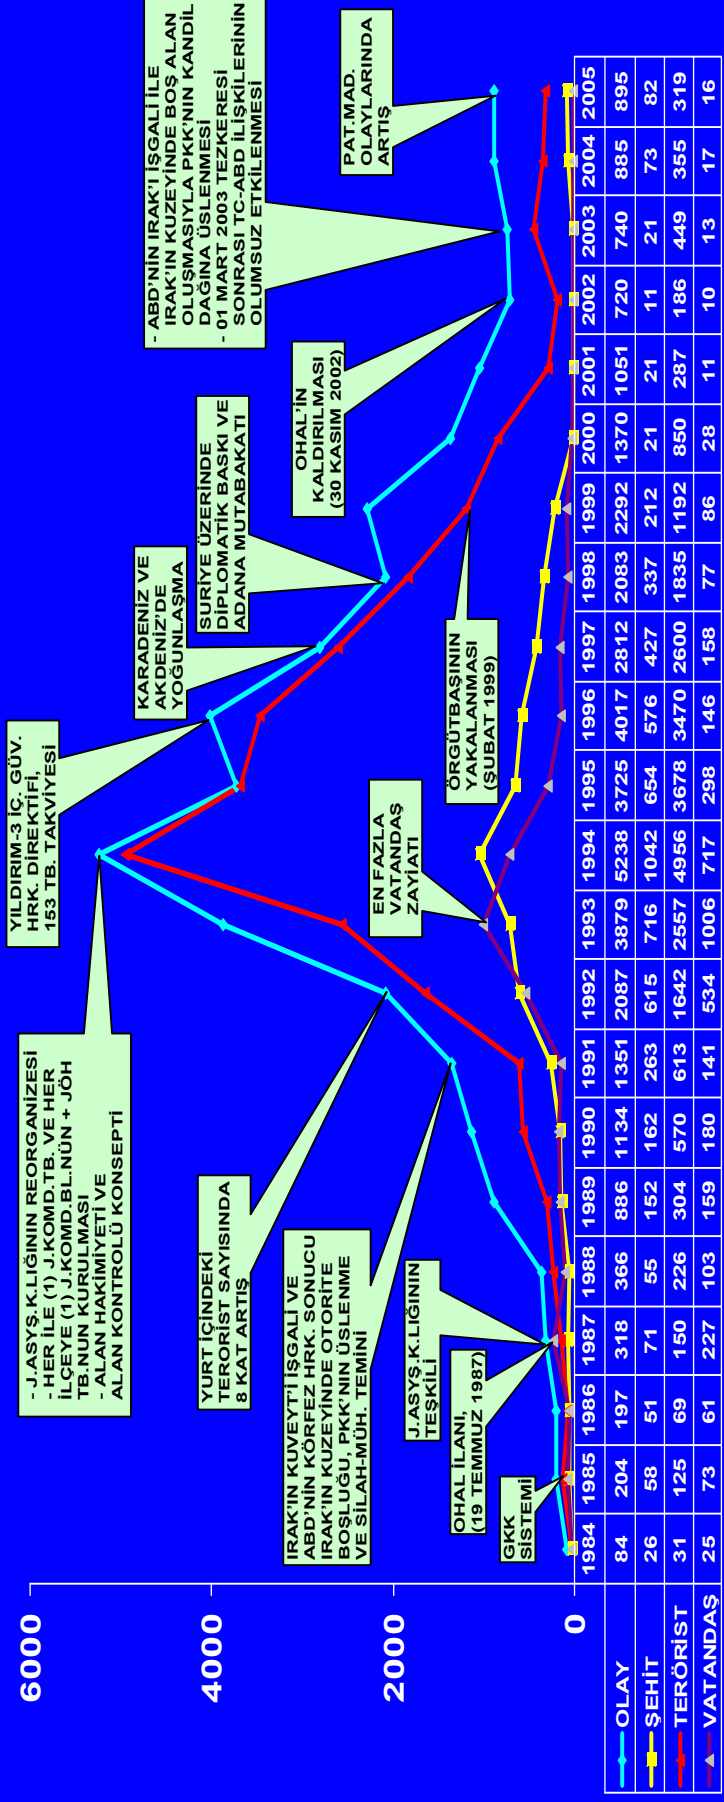 - J.ASYŞ.K.LIĞININ REORGANİZESİ
- HER İLE (1) J.KOMD.TB. VE HER
İLÇEYE (1) J.KOMD.BL.NÜN + JÖH
TB.NUN KURULMASI
- ALAN HAKİMİYETİ VE
ALAN KONTROLÜ KONSEPTİ
YILDIRIM-3 İÇ. GÜV.
HRK. DİREKTİFİ,
153 TB. TAKVİYESİ
KARADENİZ VE
AKDENİZ'DE
YOĞUNLAŞMA
SURİYE ÜZERİNDE
DİPLOMATİK BASKI VE
ADANA MUTABAKATI
- ABD'NİN IRAK'I İŞGALİ İLE
IRAK'IN KUZEYİNDE BOŞ ALAN
OLUŞMASIYLA PKK'NIN KANDİL
DAĞINA ÜSLENMESİ
- 01 MART 2003 TEZKERESİ
SONRASI TC-ABD İLİŞKİLERİNİN
OLUMSUZ ETKİLENMESİ
OHAL'İN
KALDIRILMASI
(30 KASIM 2002)
PAT.MAD.
OLAYLARINDA
ARTIŞ
YURT İÇİNDEKİ
TERÖRİST SAYISINDA
8 KAT ARTIŞ
IRAK'IN KUVEYT'İ İŞGALİ VE
ABD'NİN KÖRFEZ HRK. SONUCU
IRAK'IN KUZEYİNDE OTORİTE
BOŞLUĞU, PKK'NIN ÜSLENME
VE SİLAH-MÜH. TEMİNİ
EN FAZLA
VATANDAŞ
ZAYİATI
J.ASYŞ.K.LIĞININ
TEŞKİLİ
OHAL İLANI,
(19 TEMMUZ 1987)
ÖRGÜTBAŞININ
YAKALANMASI
(ŞUBAT 1999)
GKK
SİSTEMİ
6000
4000
2000
0
1984 1985 1986 1987 1988 1989 1990 1991 1992 1993 1994 1995 1996 1997 1998 1999 2000 2001 2002 2003 2004 2005
OLAY 84 204 197 318 366 886 1134 1351 2087 3879 5238 3725 4017 2812 2083 2292 1370 1051 720 740 885 895
ŞEHİT 26 58 51 71 55 152 162 263 615 716 1042 654 576 427 337 212 21 21 11 21 73 82
TERÖRİST 31 125 69 150 226 304 570 613 1642 2557 4956 3678 3470 2600 1835 1192 850 287 186 449 355 319
VATANDAŞ 25 73 61 227 103 159 180 141 534 1006 717 298 146 158 77 86 28 11 10 13 17 16